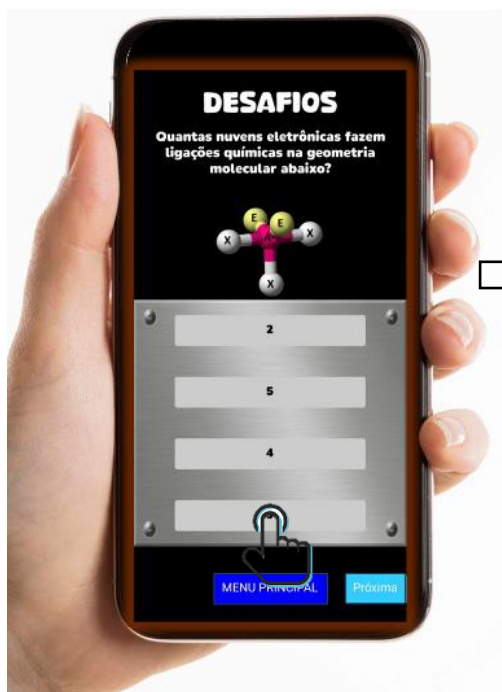 DESAFIOS
Quantas nuvens eletrônicas fazem
ligações químicas na geometria
molecular abaixo?
E E
X X
X
2
5
4
MENU PRINCIPAL Próxima